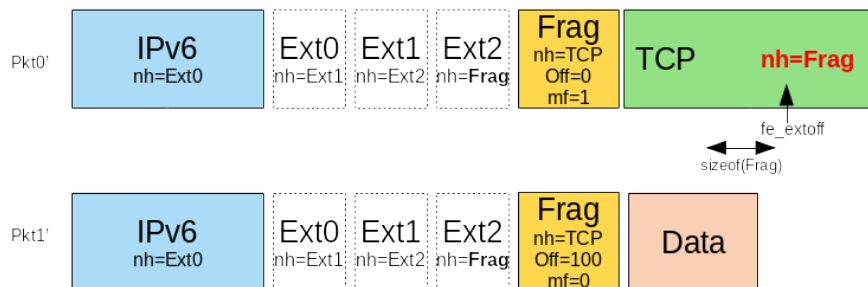 Pkt0'
IPv6
nh=Ext0
Ext0
nh=Ext1
Ext1
nh=Ext2
Ext2
nh=Frag
Frag
nh=TCP
Off=0
mf=1
TCP
nh=Frag
fe_extoff
sizeof(Frag)
Pkt1'
IPv6
nh=Ext0
Ext0
nh=Ext1
Ext1
nh=Ext2
Ext2
nh=Frag
Frag
nh=TCP
Off=100
mf=0
Data